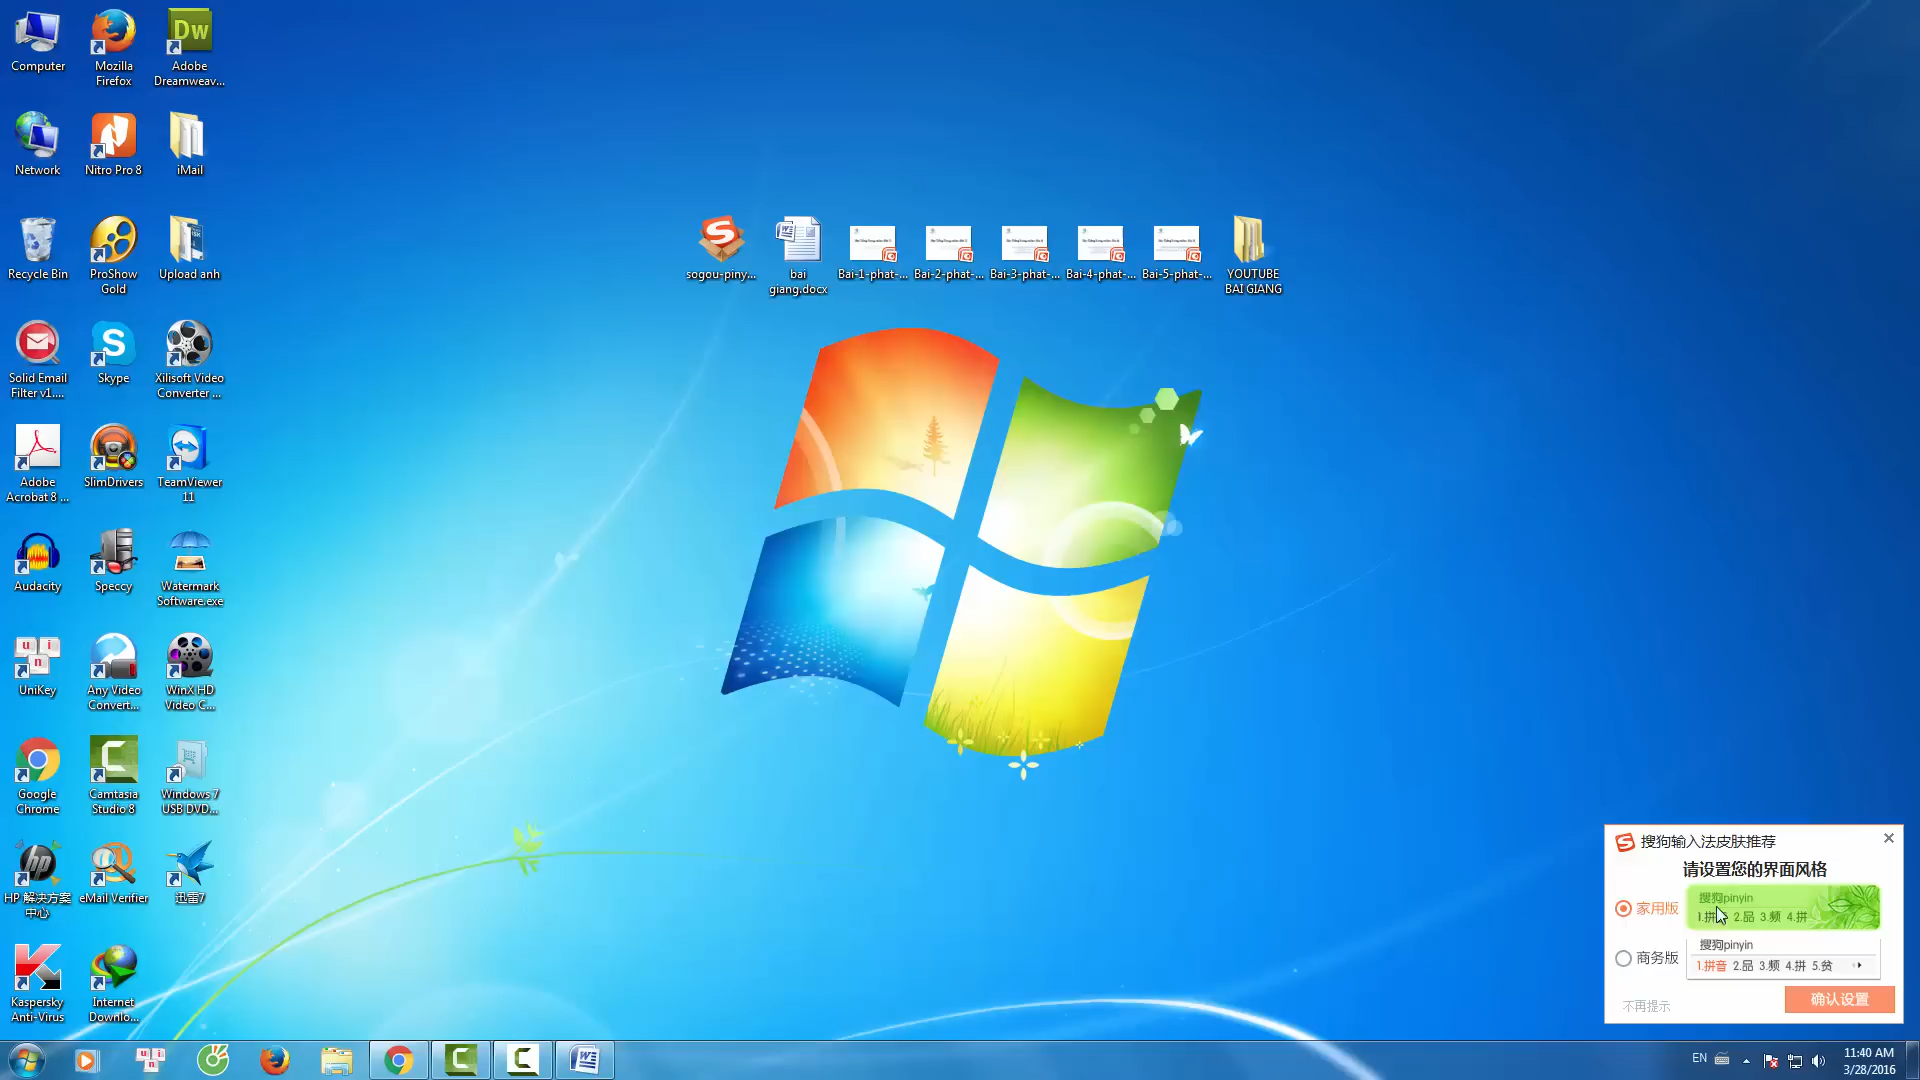 Computer
Mozilla
Firefox
Adobe
Dreamweav...
Network
Nitro Pro 8
iMail
Recycle Bin
ProShow
Gold
Upload anh
Solid Email
Filter v1....
Skype
Xilisoft Video
Converter ...
Adobe
Acrobat 8 ...
SlimDrivers
TeamViewer
11
Audacity
Speccy
Watermark
Software.exe
UniKey
Any Video
Convert...
WinX HD
Video C...
Google
Chrome
Camtasia
Studio 8
Windows 7
USB DVD...
HP 解决方案
中心
eMail Verifier
迅雷7
Kaspersky
Anti-Virus
Internet
Downlo...
sogou-piny...
bai
giang.docx
Bai-1-phat-...
Bai-2-phat-...
Bai-3-phat-...
Bai-4-phat-...
Bai-5-phat-...
YOUTUBE
BAI GIANG
搜狗输入法皮肤推荐
请设置您的界面风格
家用版
搜狗pinyin
1.拼 2.品 3.频 4.拼
商务版
搜狗pinyin
1.拼音 2.品 3.频 4.拼 5.贫
不再提示
确认设置
EN
11:40 AM
3/28/2016